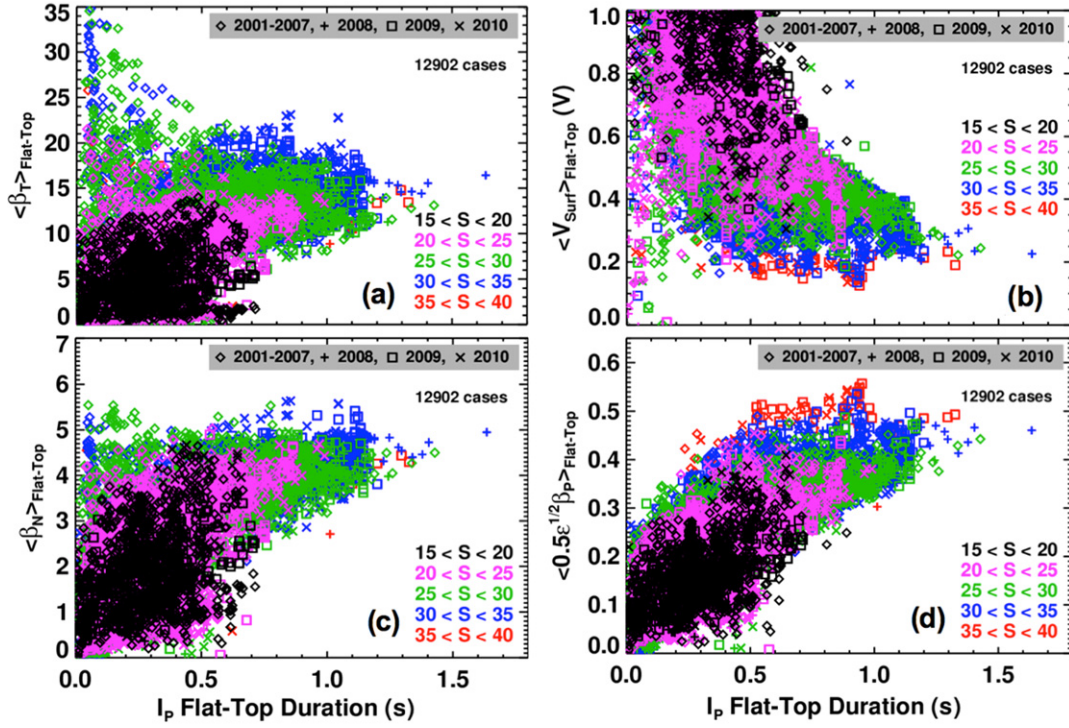 ◇ 2001-2007, + 2008, □ 2009, × 2010
12902 cases
35
30
25
20
15
10
5
0
<β_T>_Flat-Top
15 < S < 20
20 < S < 25
25 < S < 30
30 < S < 35
35 < S < 40
(a)
◇ 2001-2007, + 2008, □ 2009, × 2010
12902 cases
1.0
0.8
0.6
0.4
0.2
0.0
<V_Surf>_Flat-Top (V)
15 < S < 20
20 < S < 25
25 < S < 30
30 < S < 35
35 < S < 40
(b)
◇ 2001-2007, + 2008, □ 2009, × 2010
12902 cases
7
6
5
4
3
2
1
0
<β_N>_Flat-Top
15 < S < 20
20 < S < 25
25 < S < 30
30 < S < 35
35 < S < 40
(c)
0.0 0.5 1.0 1.5
I_P Flat-Top Duration (s)
◇ 2001-2007, + 2008, □ 2009, × 2010
12902 cases
0.6
0.5
0.4
0.3
0.2
0.1
0.0
<0.5ε^1/2β_P>_Flat-Top
15 < S < 20
20 < S < 25
25 < S < 30
30 < S < 35
35 < S < 40
(d)
0.0 0.5 1.0 1.5
I_P Flat-Top Duration (s)